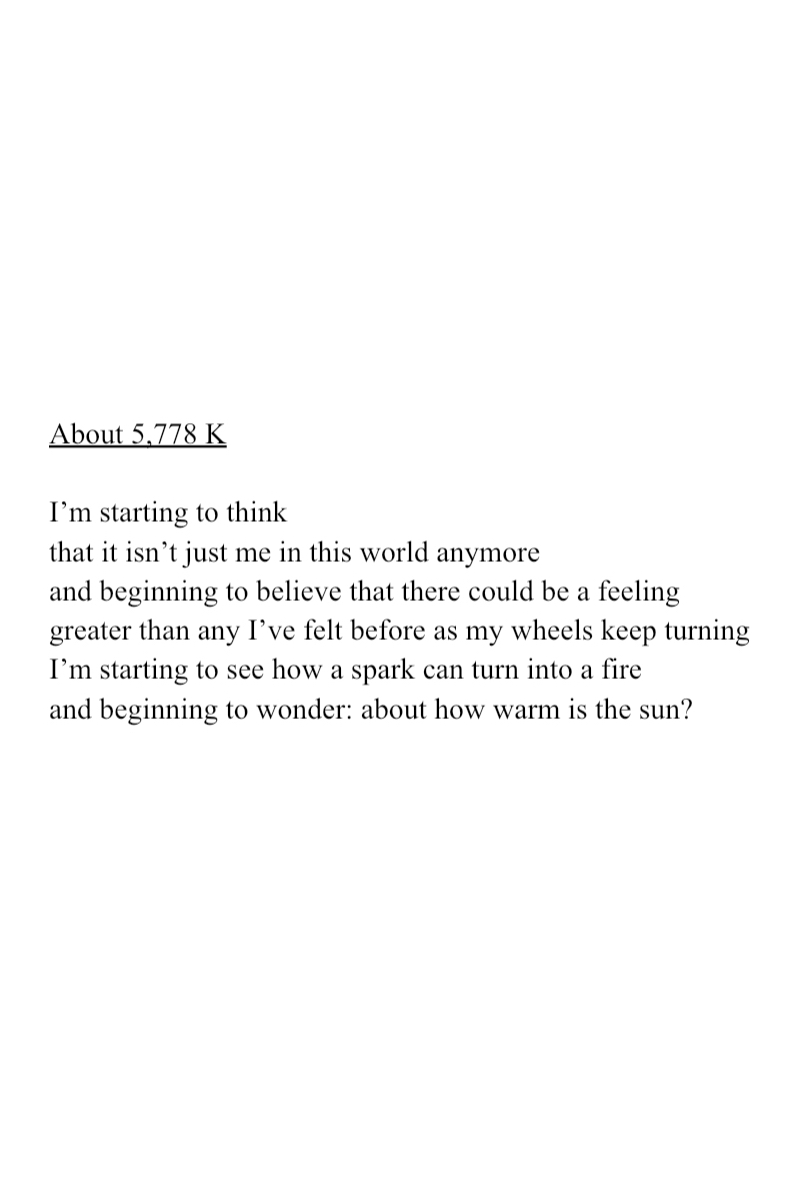 About 5,778 K
I’m starting to think
that it isn’t just me in this world anymore
and beginning to believe that there could be a feeling
greater than any I’ve felt before as my wheels keep turning
I’m starting to see how a spark can turn into a fire
and beginning to wonder: about how warm is the sun?